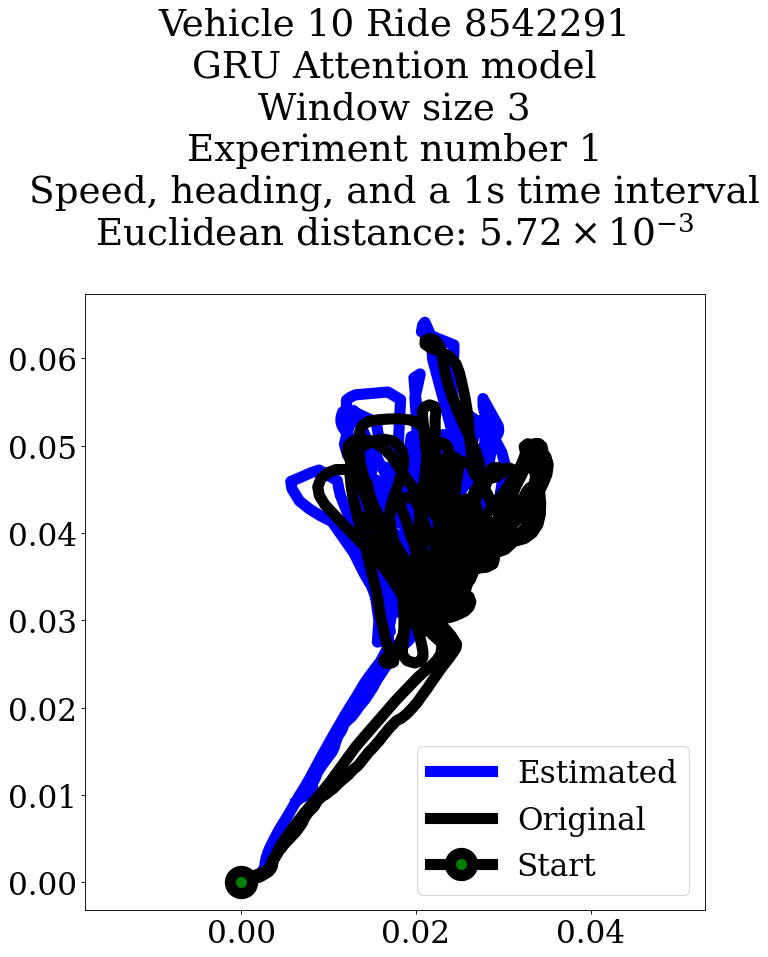 Vehicle 10 Ride 8542291
GRU Attention model
Window size 3
Experiment number 1
Speed, heading, and a 1s time interval
Euclidean distance: 5.72 × 10⁻³
0.06
0.05
0.04
0.03
0.02
0.01
0.00
Estimated
Original
Start
0.00 0.02 0.04